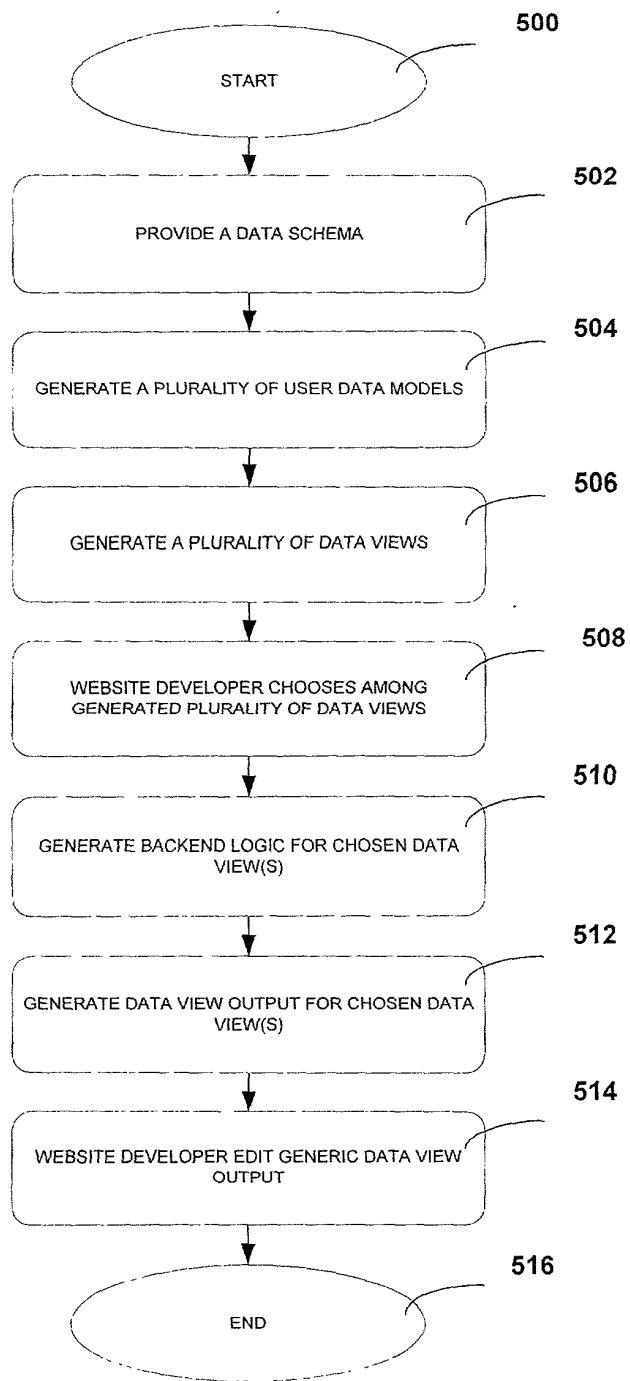 500
START
502
PROVIDE A DATA SCHEMA
504
GENERATE A PLURALITY OF USER DATA MODELS
506
GENERATE A PLURALITY OF DATA VIEWS
508
WEBSITE DEVELOPER CHOOSES AMONG
GENERATED PLURALITY OF DATA VIEWS
510
GENERATE BACKEND LOGIC FOR CHOSEN DATA
VIEW(S)
512
GENERATE DATA VIEW OUTPUT FOR CHOSEN DATA
VIEW(S)
514
WEBSITE DEVELOPER EDIT GENERIC DATA VIEW
OUTPUT
516
END